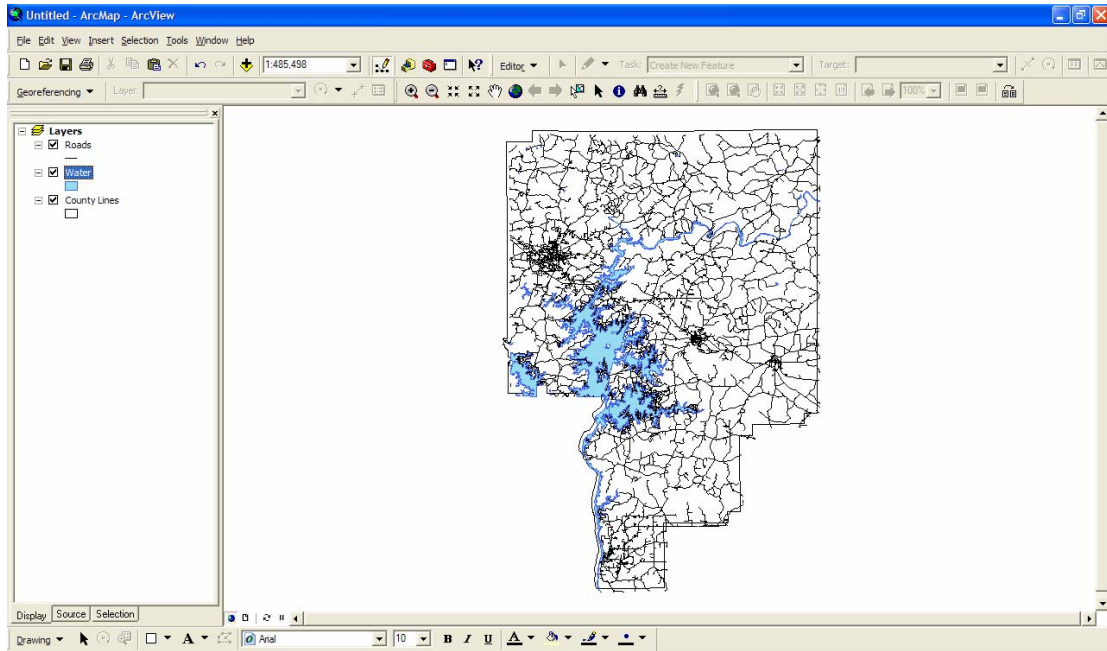 Untitled - ArcMap - ArcView
File Edit View Insert Selection Tools Window Help
1:485,498 Editor Task: Create New Feature Target:
Georeferencing Layer: 100%
Layers
Roads
Water
County Lines
Display Source Selection
Drawing A Arial 10 B I U A